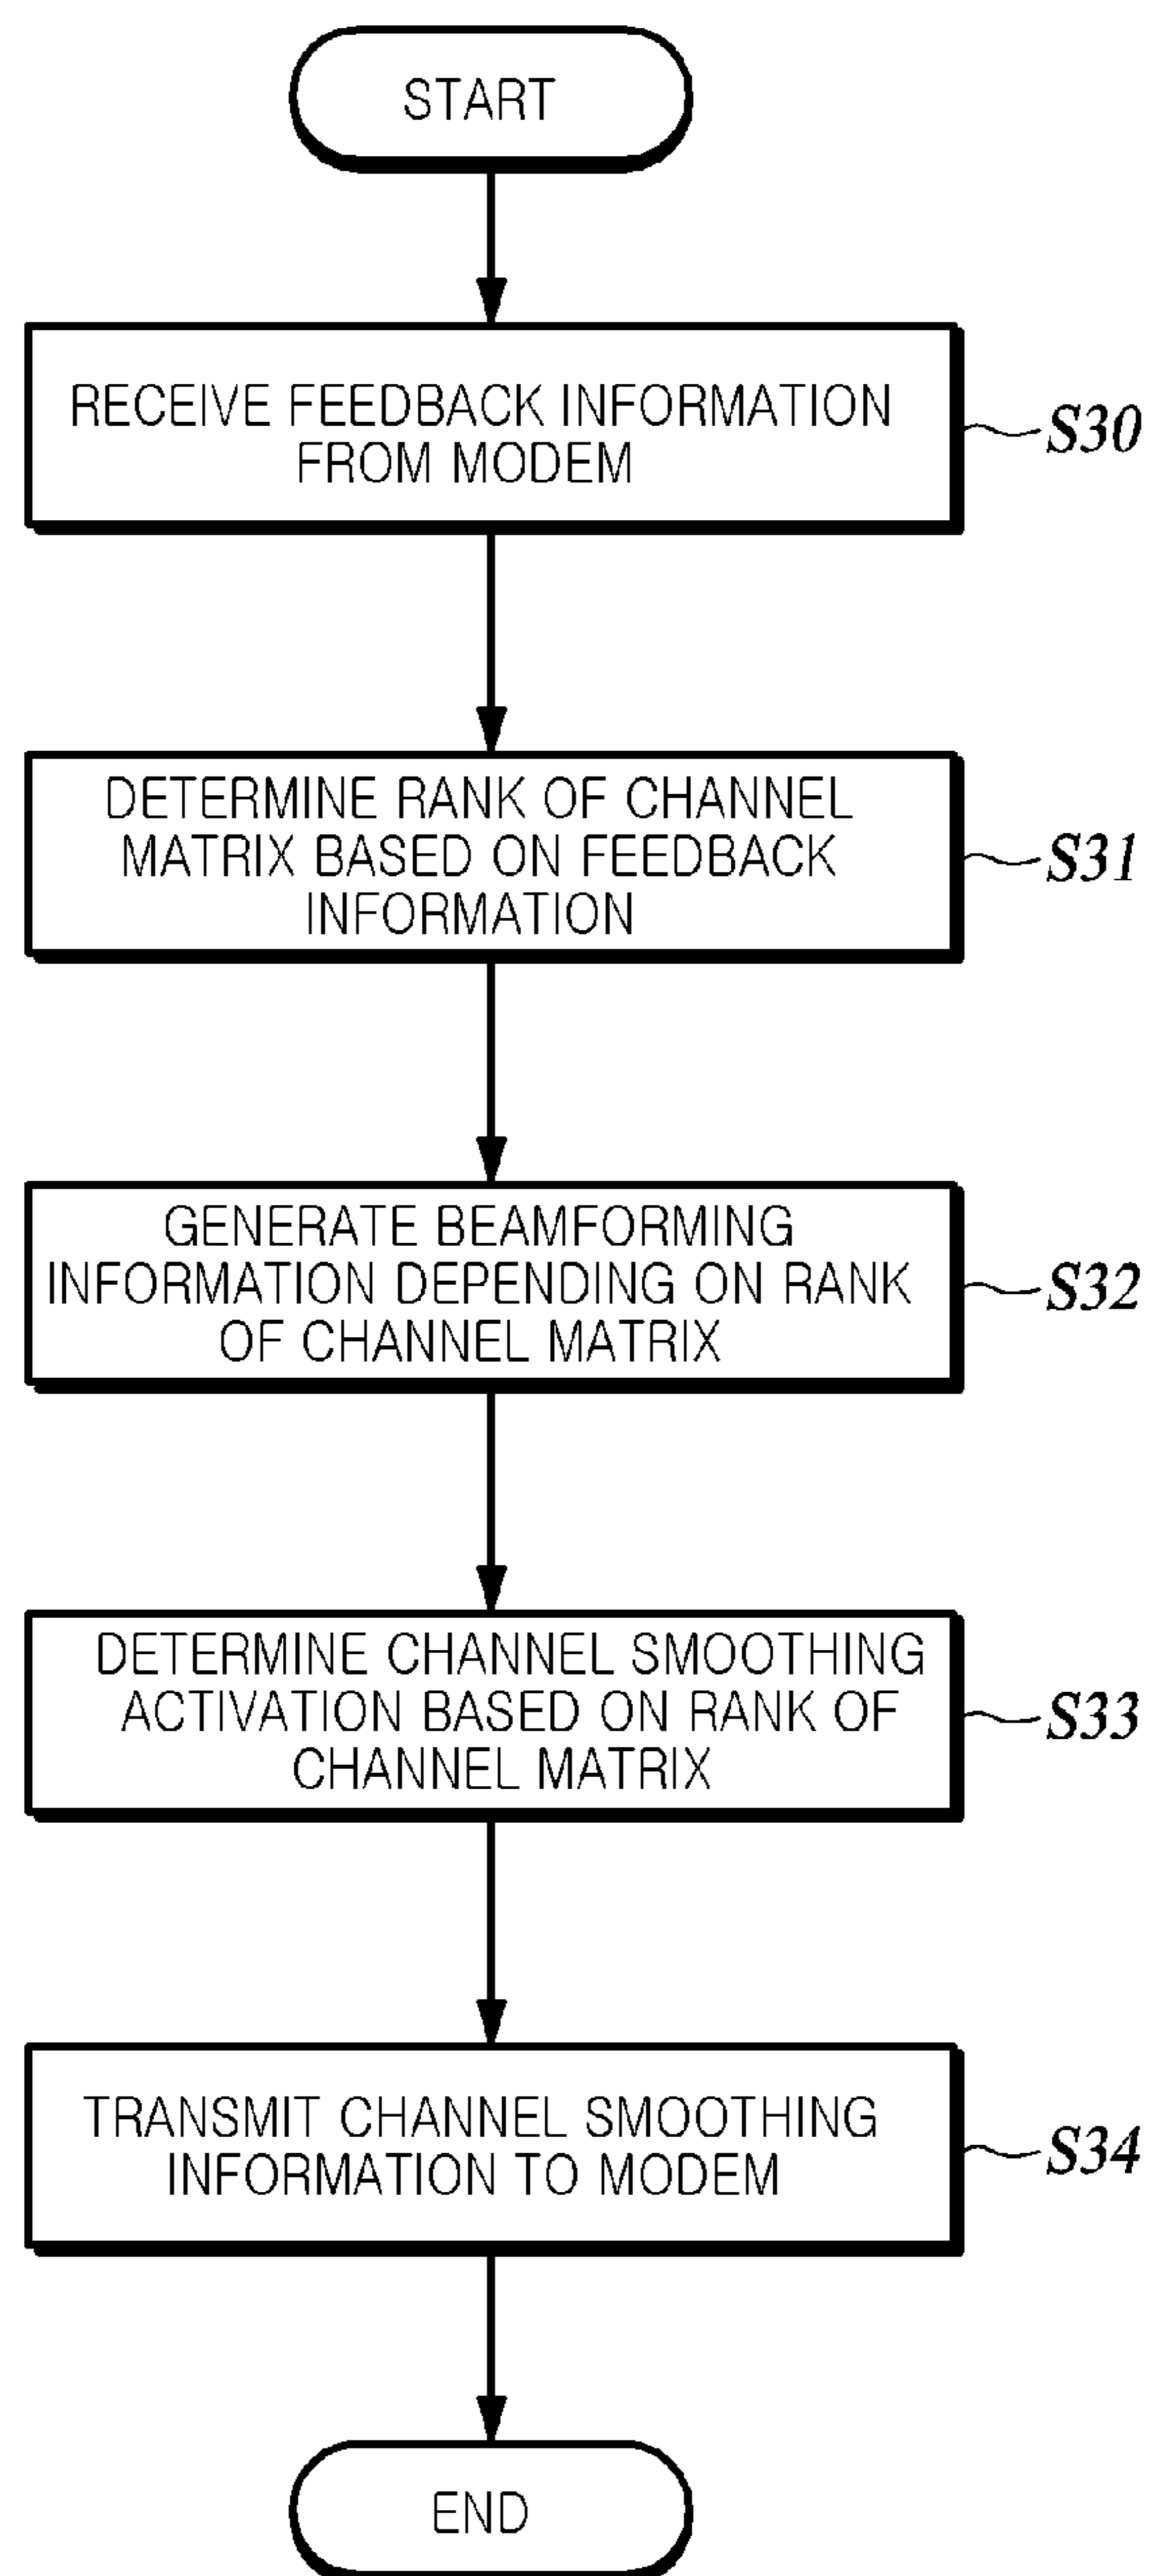 START
RECEIVE FEEDBACK INFORMATION
FROM MODEM
S30
DETERMINE RANK OF CHANNEL
MATRIX BASED ON FEEDBACK
INFORMATION
S31
GENERATE BEAMFORMING
INFORMATION DEPENDING ON RANK
OF CHANNEL MATRIX
S32
DETERMINE CHANNEL SMOOTHING
ACTIVATION BASED ON RANK OF
CHANNEL MATRIX
S33
TRANSMIT CHANNEL SMOOTHING
INFORMATION TO MODEM
S34
END